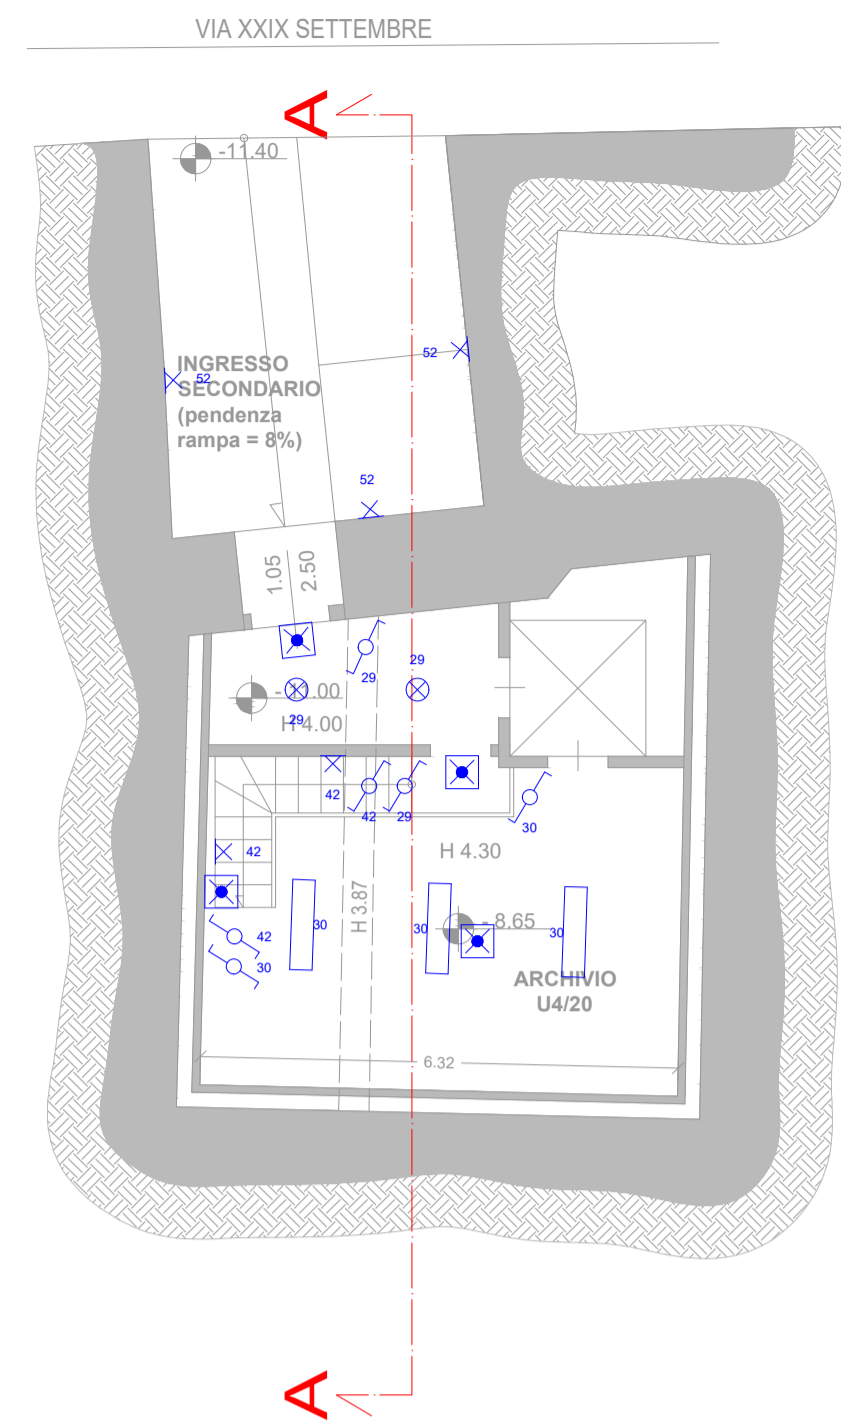 VIA XXIX SETTEMBRE
A
-11.40
52
52
INGRESSO
SECONDARIO
(pendenza
rampa = 8%)
52
1.05
2.50
29
29
-11.00
29
H 4.00
42
42
29
30
42
H 4.30
H 3.87
30
30
- 8.65
30
42
30
ARCHIVIO
U4/20
6.32
A